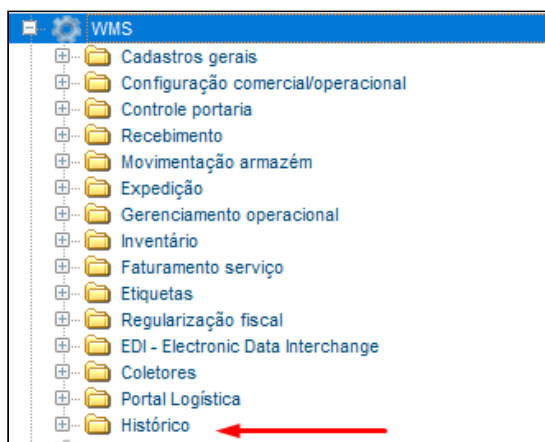 WMS
Cadastros gerais
Configuração comercial/operacional
Controle portaria
Recebimento
Movimentação armazém
Expedição
Gerenciamento operacional
Inventário
Faturamento serviço
Etiquetas
Regularização fiscal
EDI - Electronic Data Interchange
Coletores
Portal Logística
Histórico